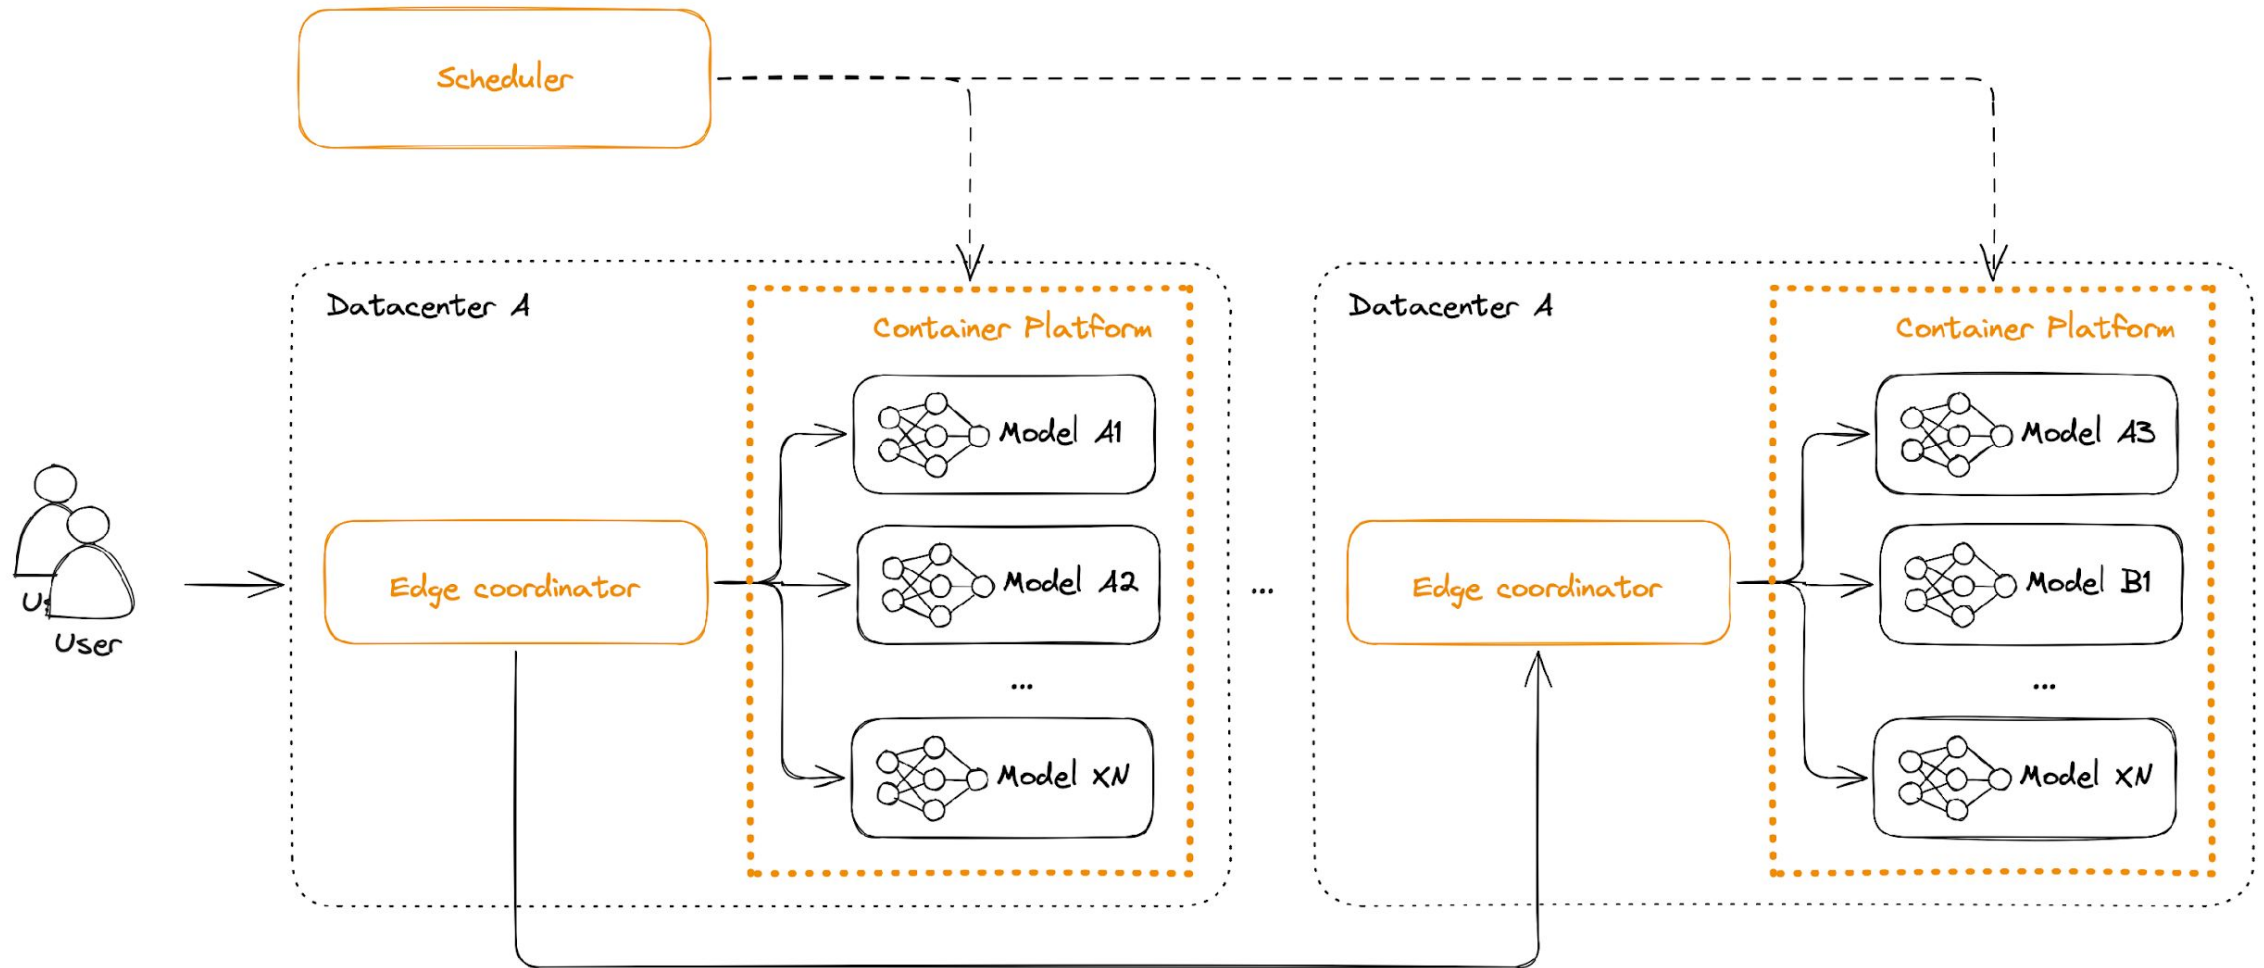 Scheduler
Datacenter A
Container Platform
Model A1
Edge coordinator
Model A2
...
Model XN
User
...
Datacenter A
Container Platform
Model A3
Edge coordinator
Model B1
...
Model XN